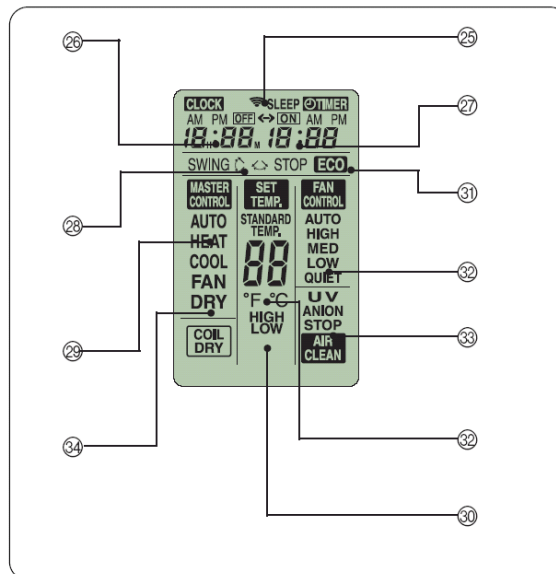 ㉕
㉖
㉗
CLOCK SLEEP TIMER
AM PM OFF ↔ ON AM PM
18:88 18:88
H M
SWING STOP ECO
㉘
㉛
MASTER CONTROL
AUTO
HEAT
COOL
FAN
DRY
COIL
DRY
SET
TEMP.
STANDARD
TEMP.
88
°F °C
HIGH
LOW
FAN
CONTROL
AUTO
HIGH
MED
LOW
QUIET
UV
ANION
STOP
AIR
CLEAN
㉜
㉙
㉝
㉞
㉜
㉚